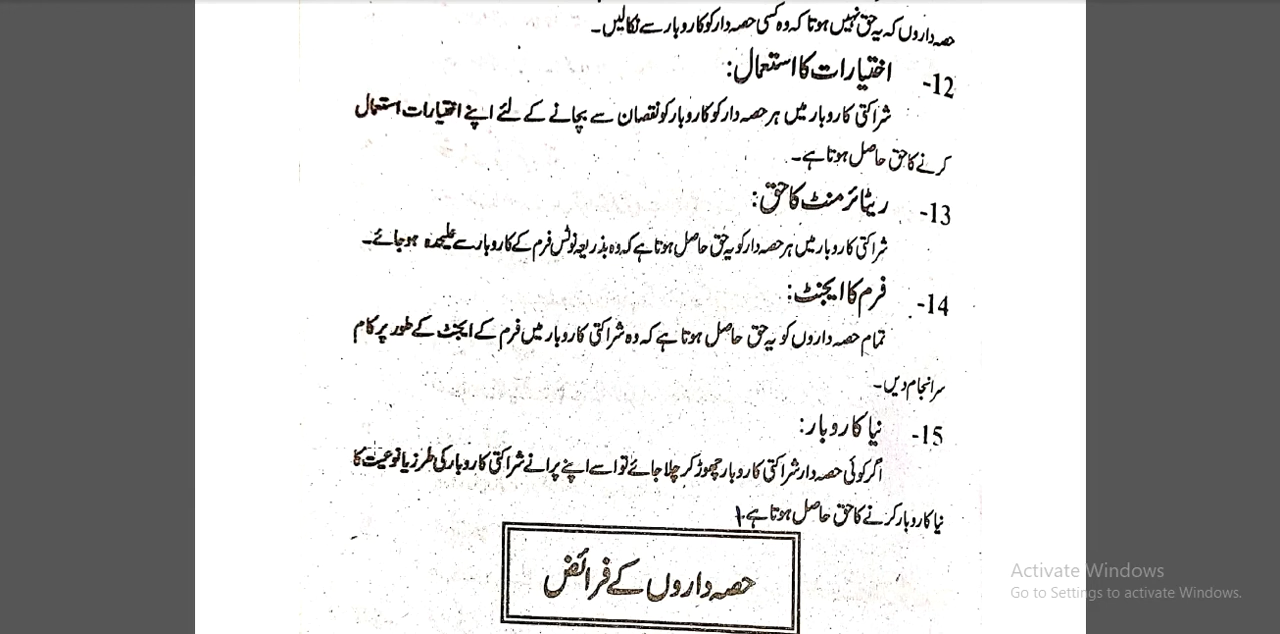 حصہ داروں کہ یہ حق نہیں ہوتا کہ وہ کسی حصہ دار کو کاروبار سے نکالیں۔
12- اختیارات کا استعمال:
شراکتی کاروبار میں ہر حصہ دار کو کاروبار کو نقصان سے بچانے کے لئے اپنے اختیارات استعمال
کرنے کا حق حاصل ہوتا ہے۔
13- ریٹائرمنٹ کا حق:
شراکتی کاروبار میں ہر حصہ دار کو یہ حق حاصل ہوتا ہے کہ وہ بذریعہ نوٹس فرم کے کاروبار سے علیحدہ ہو جائے۔
14- فرم کا ایجنٹ:
تمام حصہ داروں کو یہ حق حاصل ہوتا ہے کہ وہ شراکتی کاروبار میں فرم کے ایجنٹ کے طور پر کام
سرانجام دیں۔
15- نیا کاروبار:
اگر کوئی حصہ دار شراکتی کاروبار چھوڑ کر چلا جائے تو اسے اپنے پرانے شراکتی کاروبار کی طرز یا نوعیت کا
نیا کاروبار کرنے کا حق حاصل ہوتا ہے۔
حصہ داروں کے فرائض
Activate Windows
Go to Settings to activate Windows.